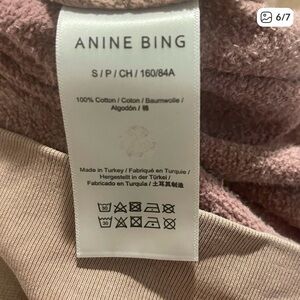 6/7
ANINE BING
S / P / CH / 160/84A
100% Cotton / Coton / Baumwolle /
Algodón / 棉
Made in Turkey / Fabriqué en Turquie /
Hergestellt in der Türkei /
Fabricado en Turquía / 土耳其制造